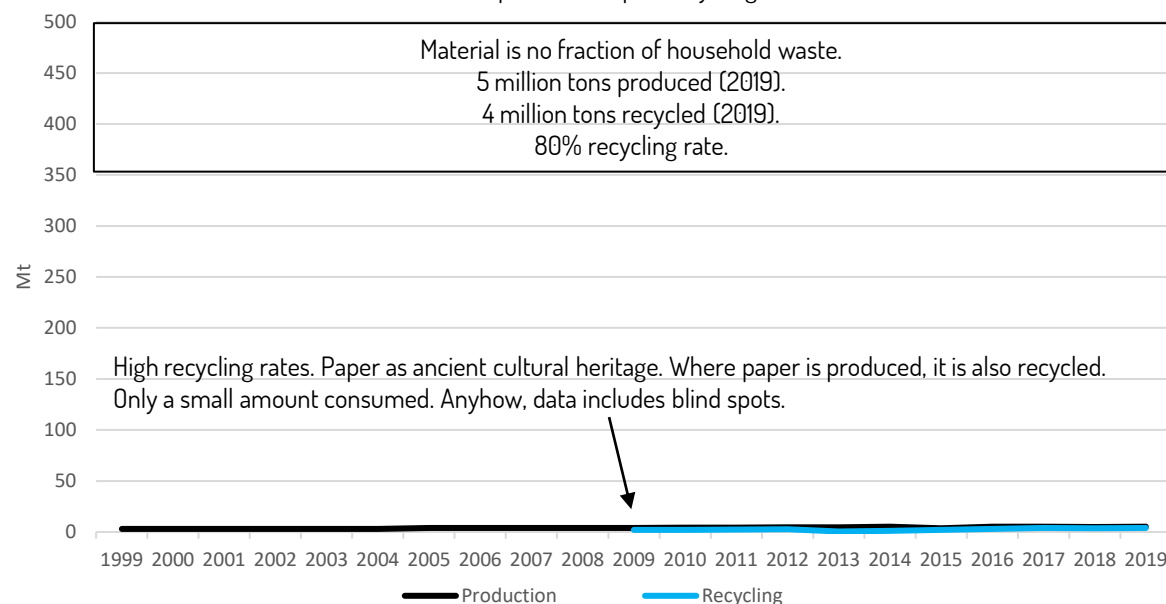 500
Material is no fraction of household waste.
450
5 million tons produced (2019).
400
4 million tons recycled (2019).
80% recycling rate.
350
300
250
Mt
200
High recycling rates. Paper as ancient cultural heritage. Where paper is produced, it is also recycled.
150
Only a small amount consumed. Anyhow, data includes blind spots.
100
50
0
1999 2000 2001 2002 2003 2004 2005 2006 2007 2008 2009 2010 2011 2012 2013 2014 2015 2016 2017 2018 2019
Production Recycling